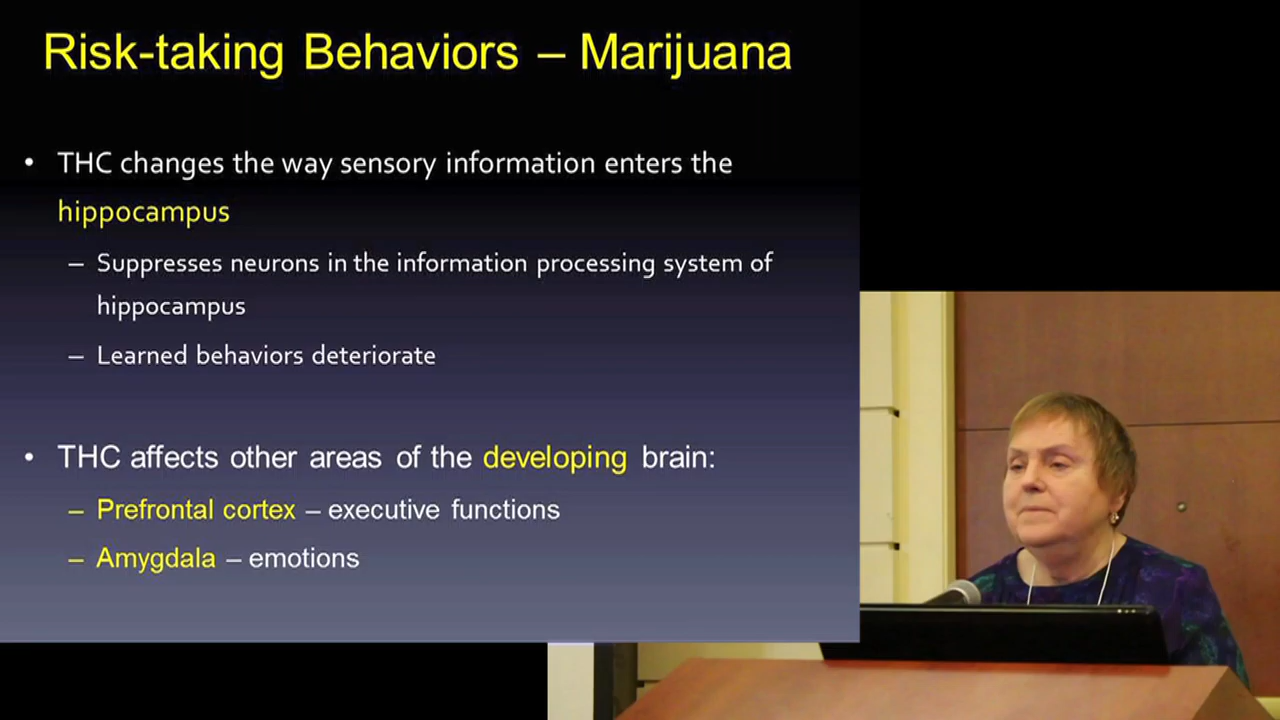 Risk-taking Behaviors – Marijuana
• THC changes the way sensory information enters the
hippocampus
– Suppresses neurons in the information processing system of
hippocampus
– Learned behaviors deteriorate
• THC affects other areas of the developing brain:
– Prefrontal cortex – executive functions
– Amygdala – emotions